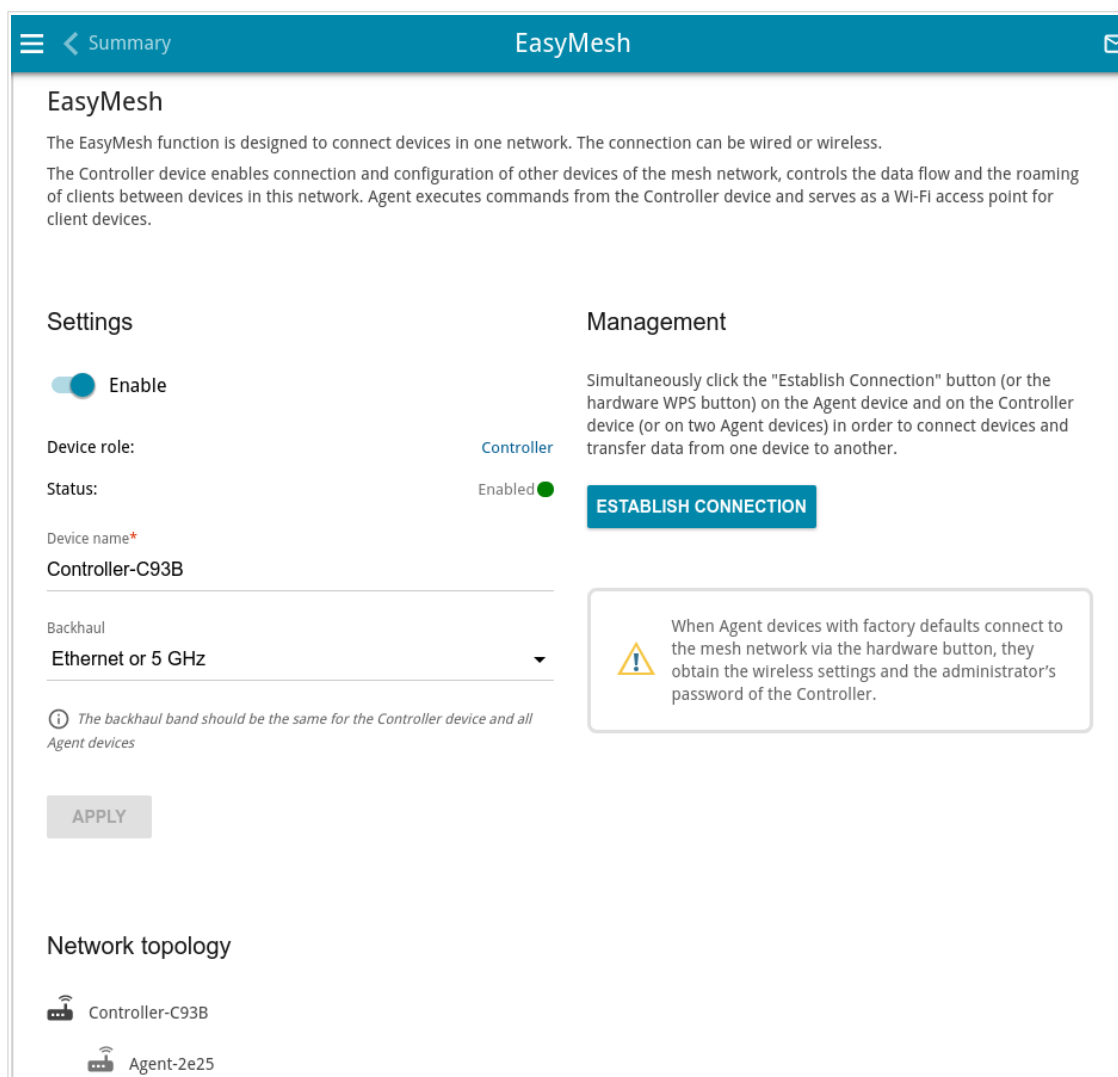 Summary
EasyMesh
EasyMesh
The EasyMesh function is designed to connect devices in one network. The connection can be wired or wireless.
The Controller device enables connection and configuration of other devices of the mesh network, controls the data flow and the roaming
of clients between devices in this network. Agent executes commands from the Controller device and serves as a Wi-Fi access point for
client devices.
Settings
Enable
Device role:
Controller
Status:
Enabled
Device name*
Controller-C93B
Backhaul
Ethernet or 5 GHz
The backhaul band should be the same for the Controller device and all
Agent devices
APPLY
Management
Simultaneously click the "Establish Connection" button (or the
hardware WPS button) on the Agent device and on the Controller
device (or on two Agent devices) in order to connect devices and
transfer data from one device to another.
ESTABLISH CONNECTION
When Agent devices with factory defaults connect to
the mesh network via the hardware button, they
obtain the wireless settings and the administrator’s
password of the Controller.
Network topology
Controller-C93B
Agent-2e25